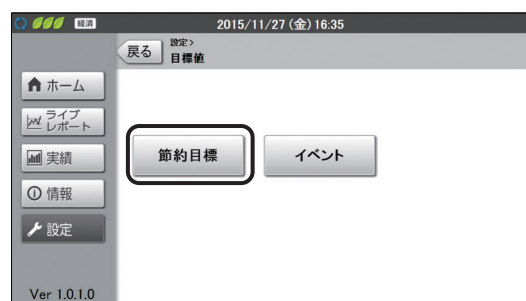 経済
2015/11/27 (金) 16:35
戻る
設定>
目標値
ホーム
ライブ
レポート
実績
情報
設定
節約目標
イベント
Ver 1.0.1.0